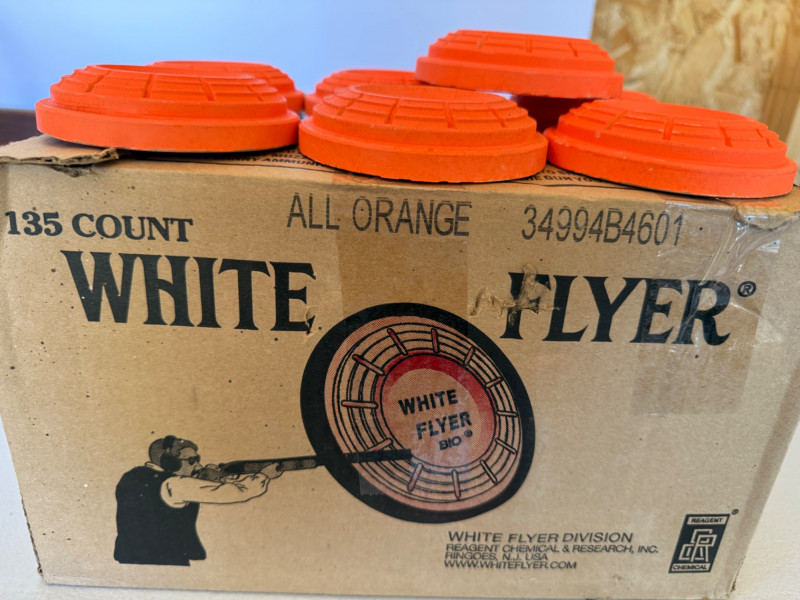 135 COUNT
ALL ORANGE
34994B4601
WHITE FLYER®
WHITE
FLYER
BIO®
WHITE FLYER DIVISION
REAGENT CHEMICAL & RESEARCH, INC.
RINGOES, N.J. USA
WWW.WHITEFLYER.COM
REAGENT
CHEMICAL
®